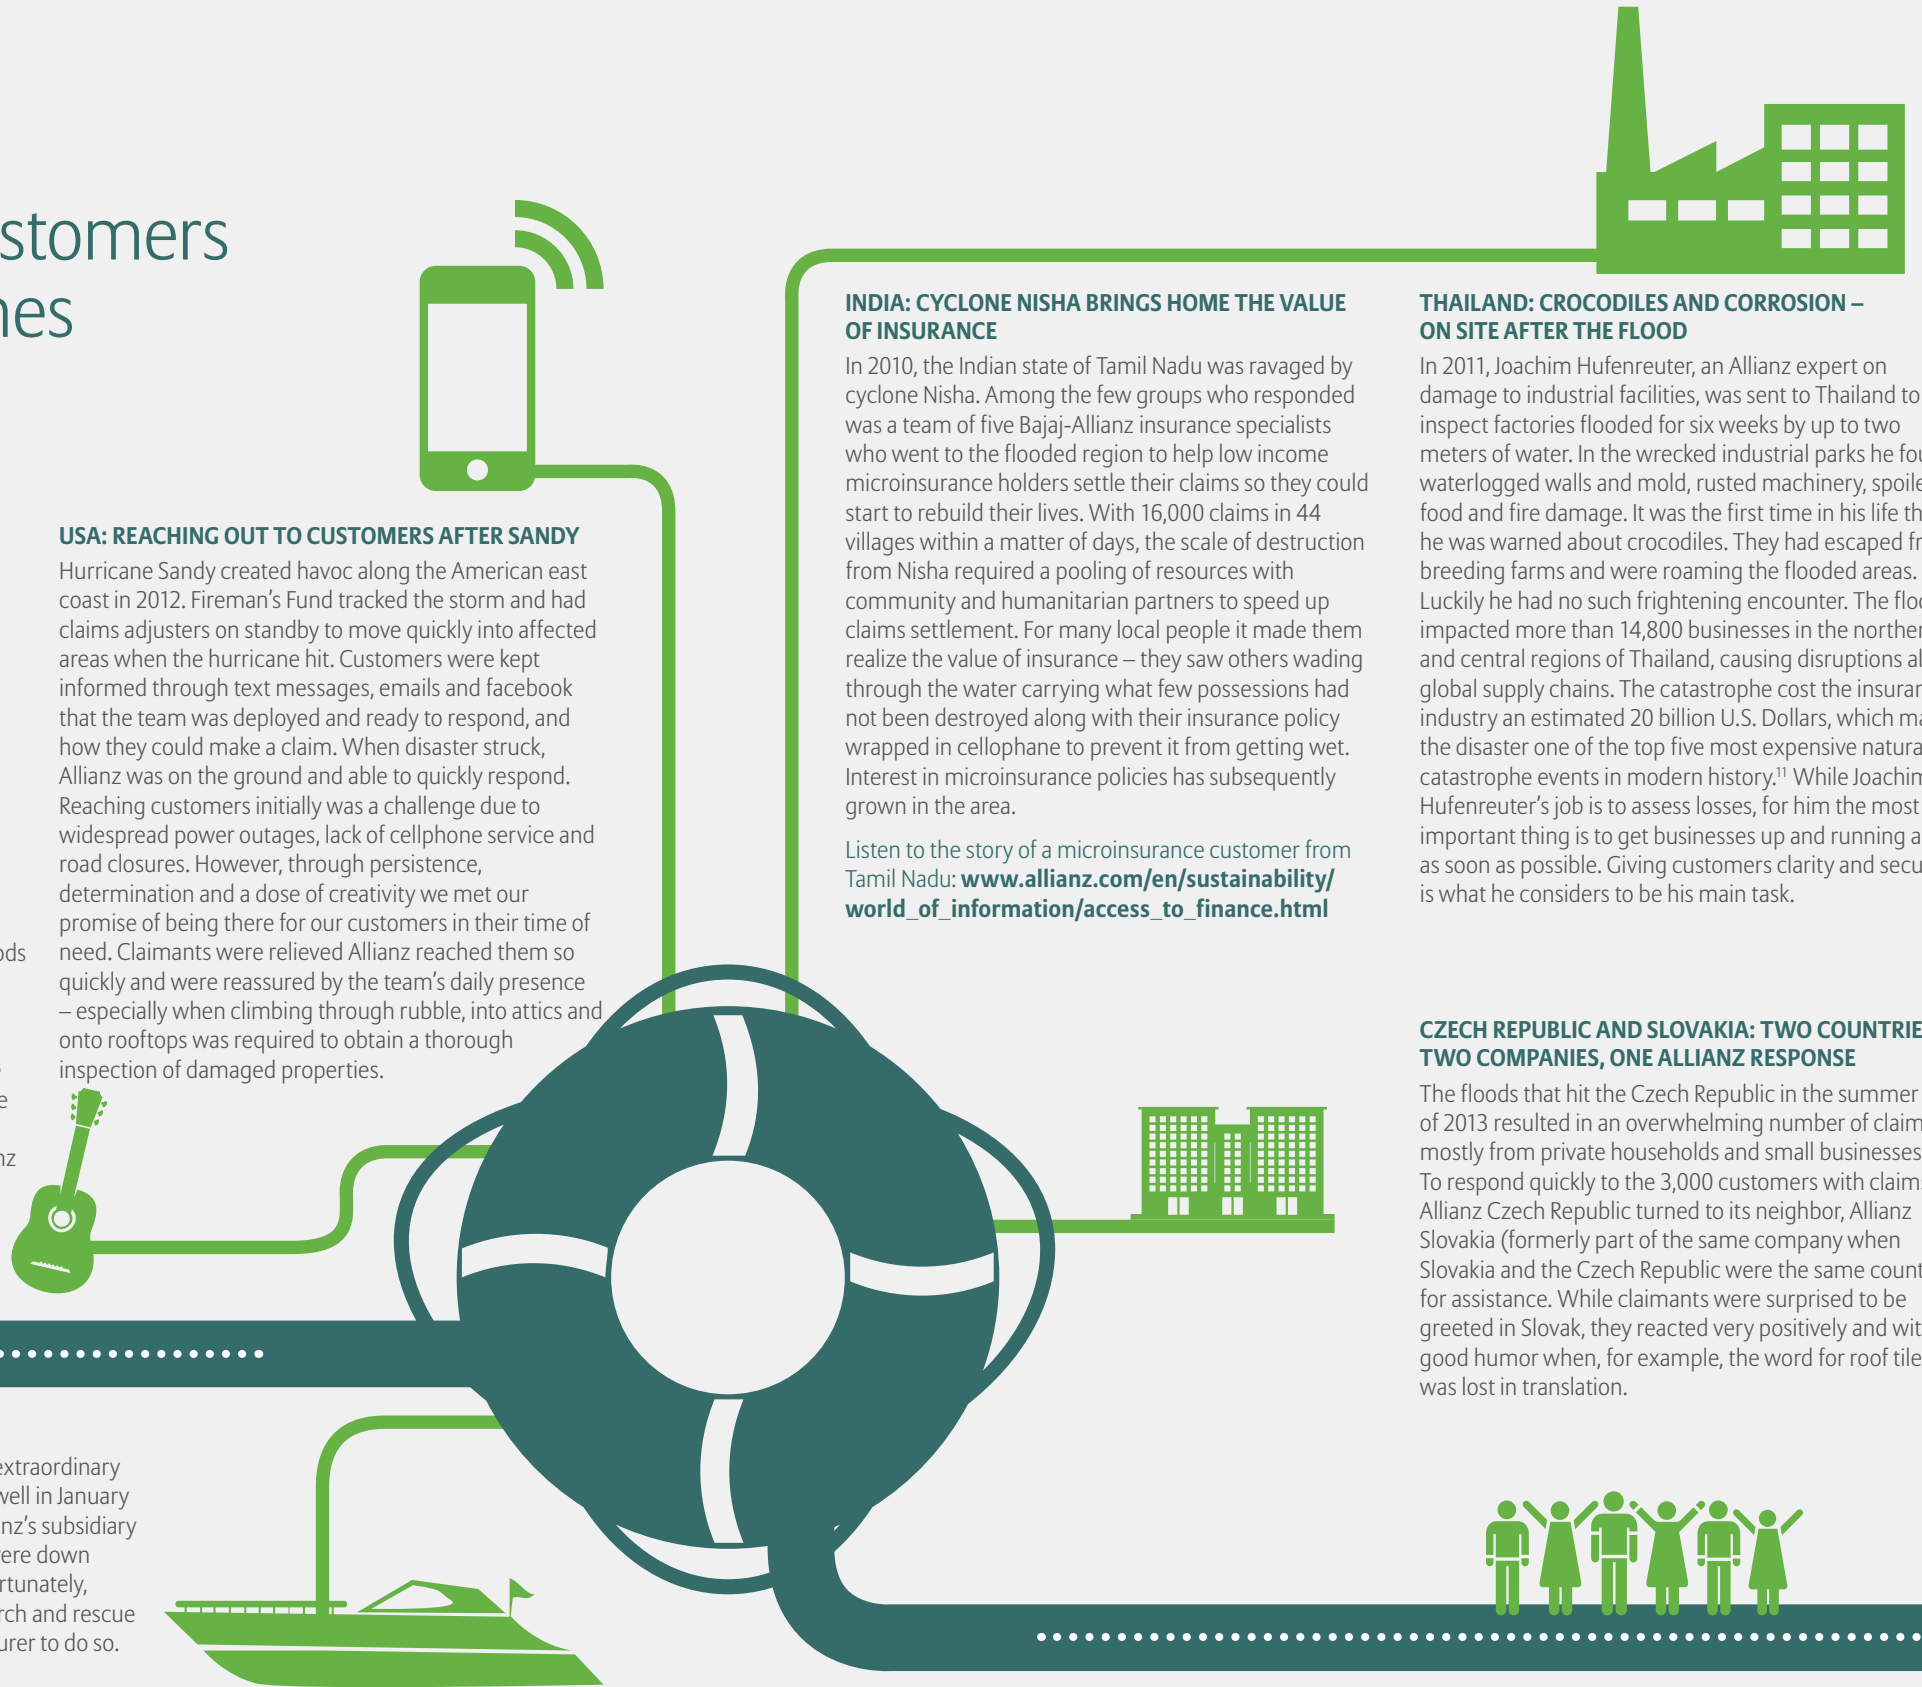 stomers
nes
USA: REACHING OUT TO CUSTOMERS AFTER SANDY
Hurricane Sandy created havoc along the American east
coast in 2012. Fireman's Fund tracked the storm and had
claims adjusters on standby to move quickly into affected
areas when the hurricane hit. Customers were kept
informed through text messages, emails and facebook
that the team was deployed and ready to respond, and
how they could make a claim. When disaster struck,
Allianz was on the ground and able to quickly respond.
Reaching customers initially was a challenge due to
widespread power outages, lack of cellphone service and
road closures. However, through persistence,
determination and a dose of creativity we met our
promise of being there for our customers in their time of
need. Claimants were relieved Allianz reached them so
quickly and were reassured by the team's daily presence
– especially when climbing through rubble, into attics and
onto rooftops was required to obtain a thorough
inspection of damaged properties.
ods
e
nz
extraordinary
well in January
nz's subsidiary
were down
rtunately,
rch and rescue
urer to do so.
INDIA: CYCLONE NISHA BRINGS HOME THE VALUE
OF INSURANCE
In 2010, the Indian state of Tamil Nadu was ravaged by
cyclone Nisha. Among the few groups who responded
was a team of five Bajaj-Allianz insurance specialists
who went to the flooded region to help low income
microinsurance holders settle their claims so they could
start to rebuild their lives. With 16,000 claims in 44
villages within a matter of days, the scale of destruction
from Nisha required a pooling of resources with
community and humanitarian partners to speed up
claims settlement. For many local people it made them
realize the value of insurance – they saw others wading
through the water carrying what few possessions had
not been destroyed along with their insurance policy
wrapped in cellophane to prevent it from getting wet.
Interest in microinsurance policies has subsequently
grown in the area.
Listen to the story of a microinsurance customer from
Tamil Nadu: www.allianz.com/en/sustainability/
world_of_information/access_to_finance.html
THAILAND: CROCODILES AND CORROSION –
ON SITE AFTER THE FLOOD
In 2011, Joachim Hufenreuter, an Allianz expert on
damage to industrial facilities, was sent to Thailand to
inspect factories flooded for six weeks by up to two
meters of water. In the wrecked industrial parks he fou
waterlogged walls and mold, rusted machinery, spoile
food and fire damage. It was the first time in his life th
he was warned about crocodiles. They had escaped fr
breeding farms and were roaming the flooded areas.
Luckily he had no such frightening encounter. The floo
impacted more than 14,800 businesses in the norther
and central regions of Thailand, causing disruptions al
global supply chains. The catastrophe cost the insuran
industry an estimated 20 billion U.S. Dollars, which ma
the disaster one of the top five most expensive natura
catastrophe events in modern history.¹¹ While Joachim
Hufenreuter's job is to assess losses, for him the most
important thing is to get businesses up and running a
as soon as possible. Giving customers clarity and secu
is what he considers to be his main task.
CZECH REPUBLIC AND SLOVAKIA: TWO COUNTRIE
TWO COMPANIES, ONE ALLIANZ RESPONSE
The floods that hit the Czech Republic in the summer
of 2013 resulted in an overwhelming number of claim
mostly from private households and small businesses
To respond quickly to the 3,000 customers with claims
Allianz Czech Republic turned to its neighbor, Allianz
Slovakia (formerly part of the same company when
Slovakia and the Czech Republic were the same count
for assistance. While claimants were surprised to be
greeted in Slovak, they reacted very positively and wit
good humor when, for example, the word for roof tile
was lost in translation.